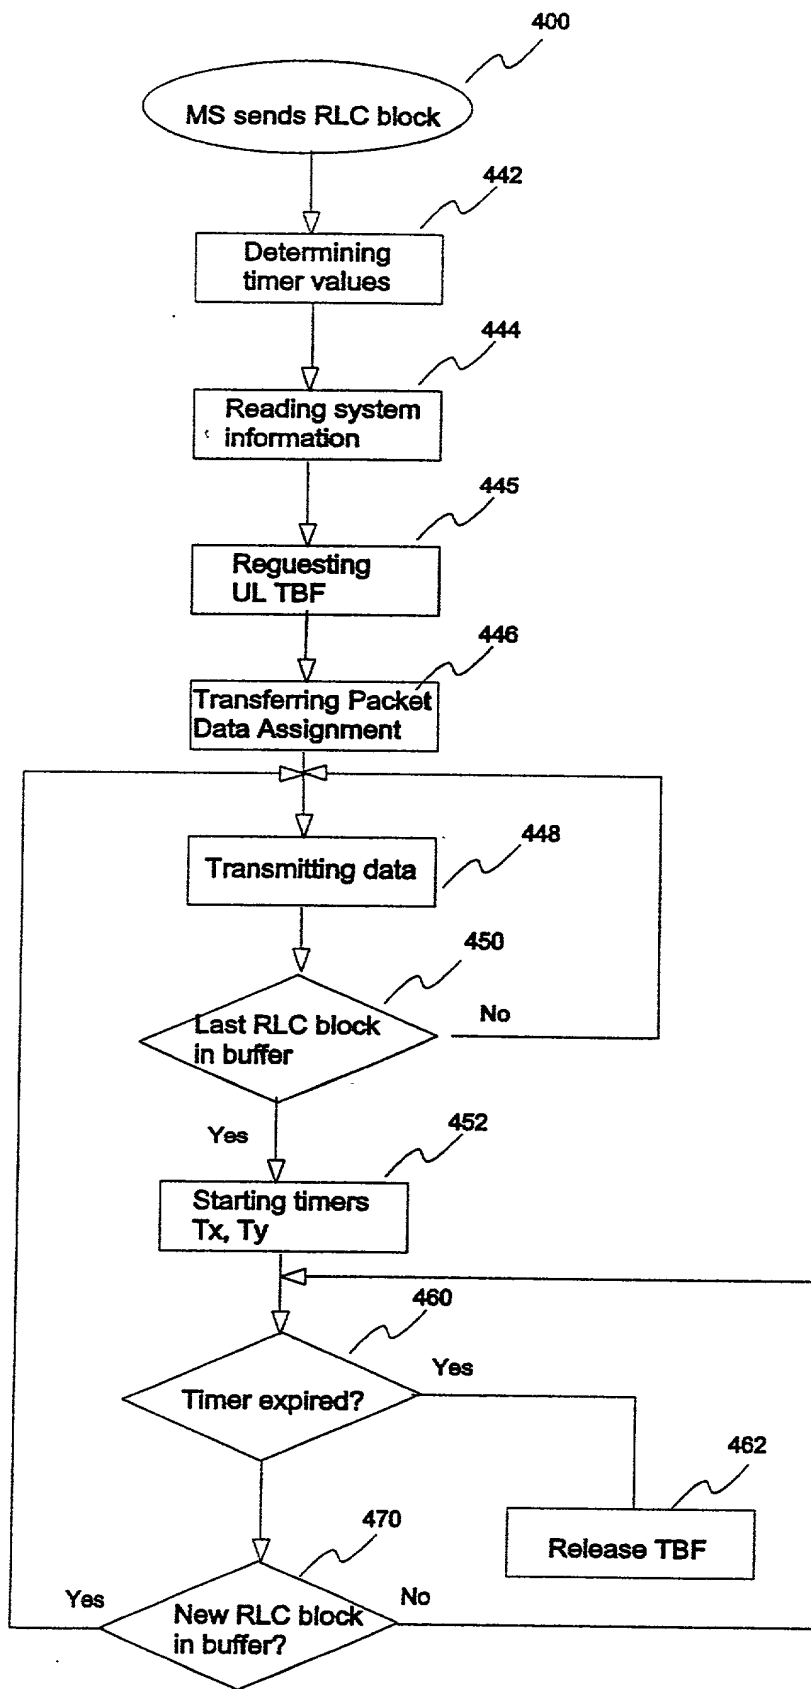 400
MS sends RLC block
442
Determining
timer values
444
Reading system
information
445
Reguesting
UL TBF
446
Transferring Packet
Data Assignment
448
Transmitting data
450
Last RLC block
in buffer
No
Yes
452
Starting timers
Tx, Ty
460
Timer expired?
Yes
462
Release TBF
470
New RLC block
in buffer?
Yes
No